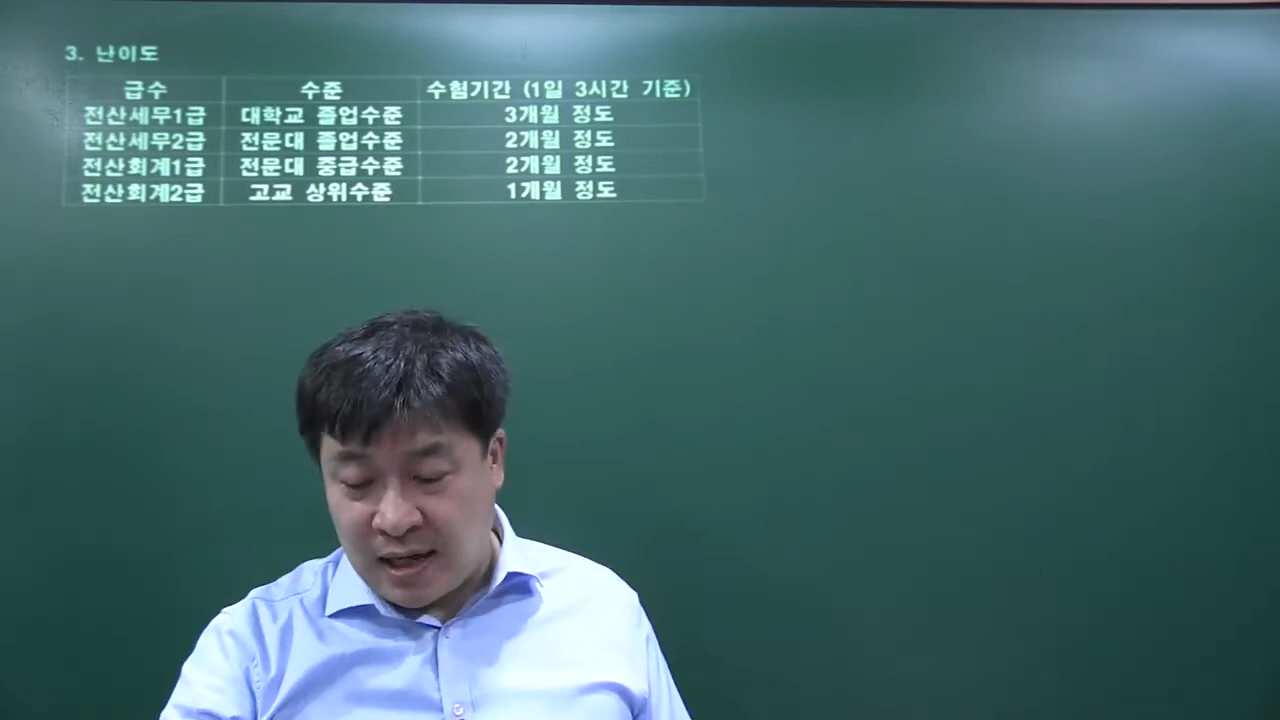 3. 난이도
급수 수준 수험기간 (1일 3시간 기준)
전산세무1급 대학교 졸업수준 3개월 정도
전산세무2급 전문대 졸업수준 2개월 정도
전산회계1급 전문대 중급수준 2개월 정도
전산회계2급 고교 상위수준 1개월 정도